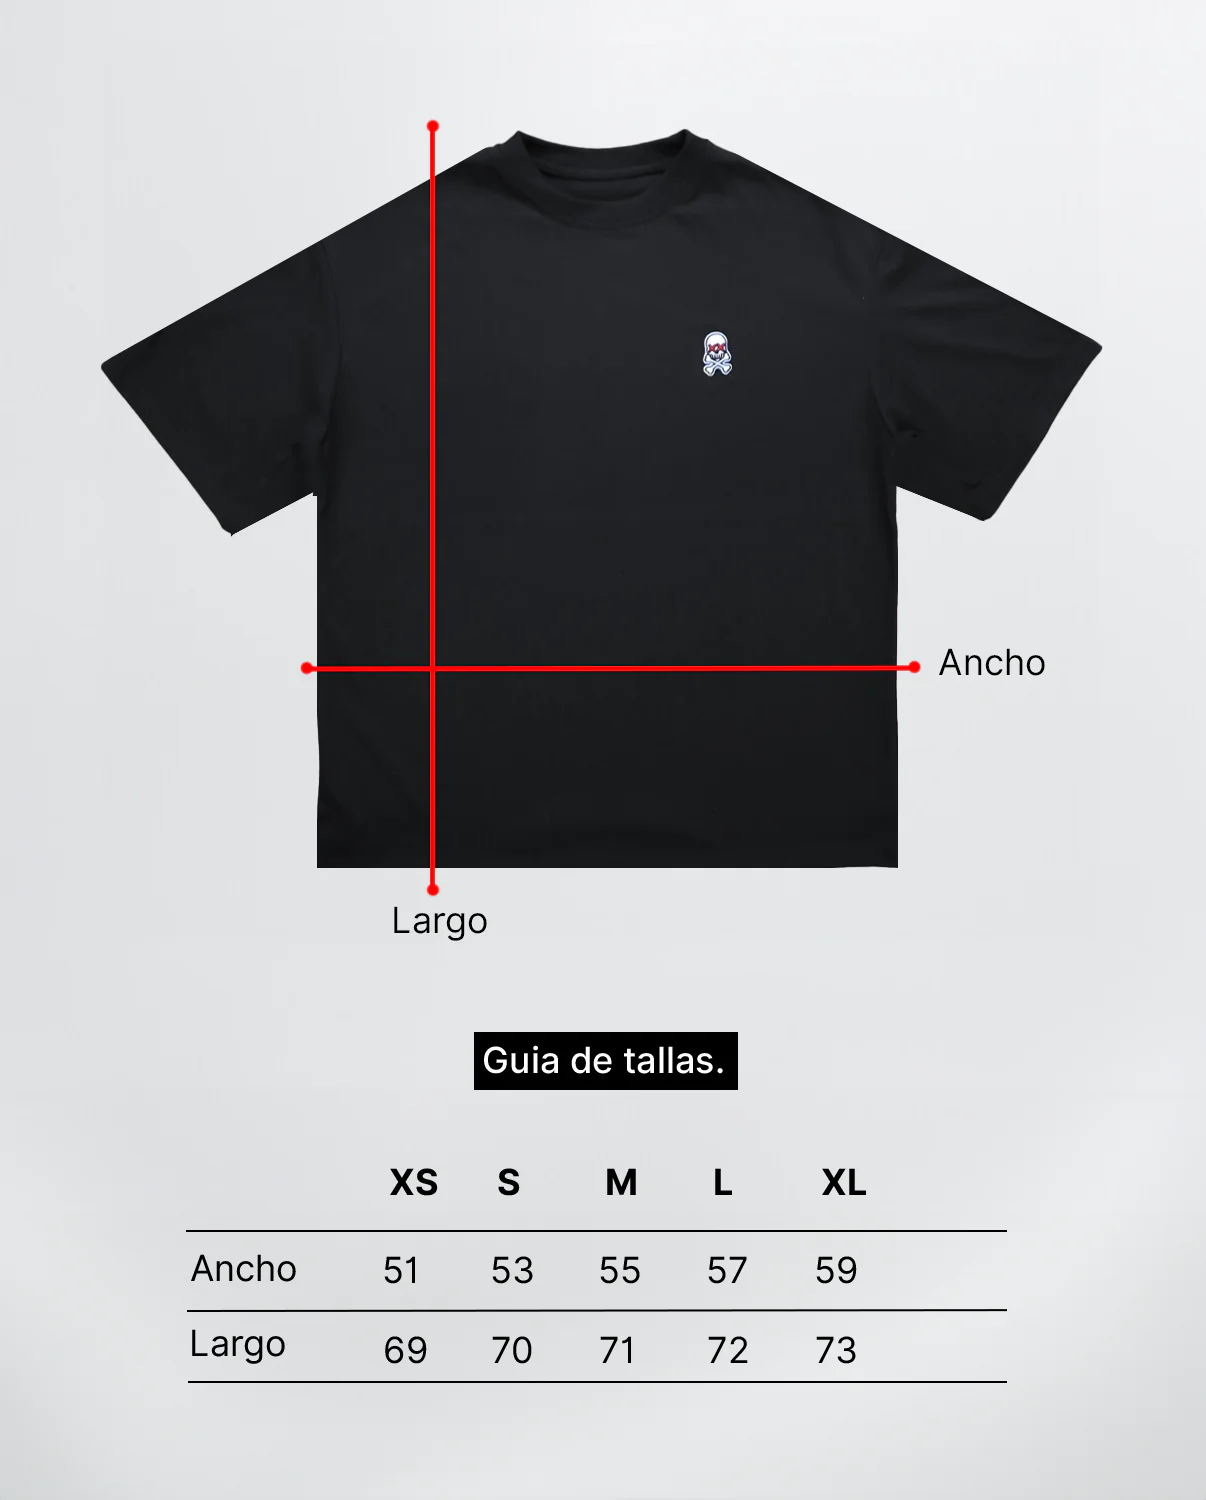 Ancho
Largo
Guia de tallas.
XS S M L XL
Ancho 51 53 55 57 59
Largo 69 70 71 72 73